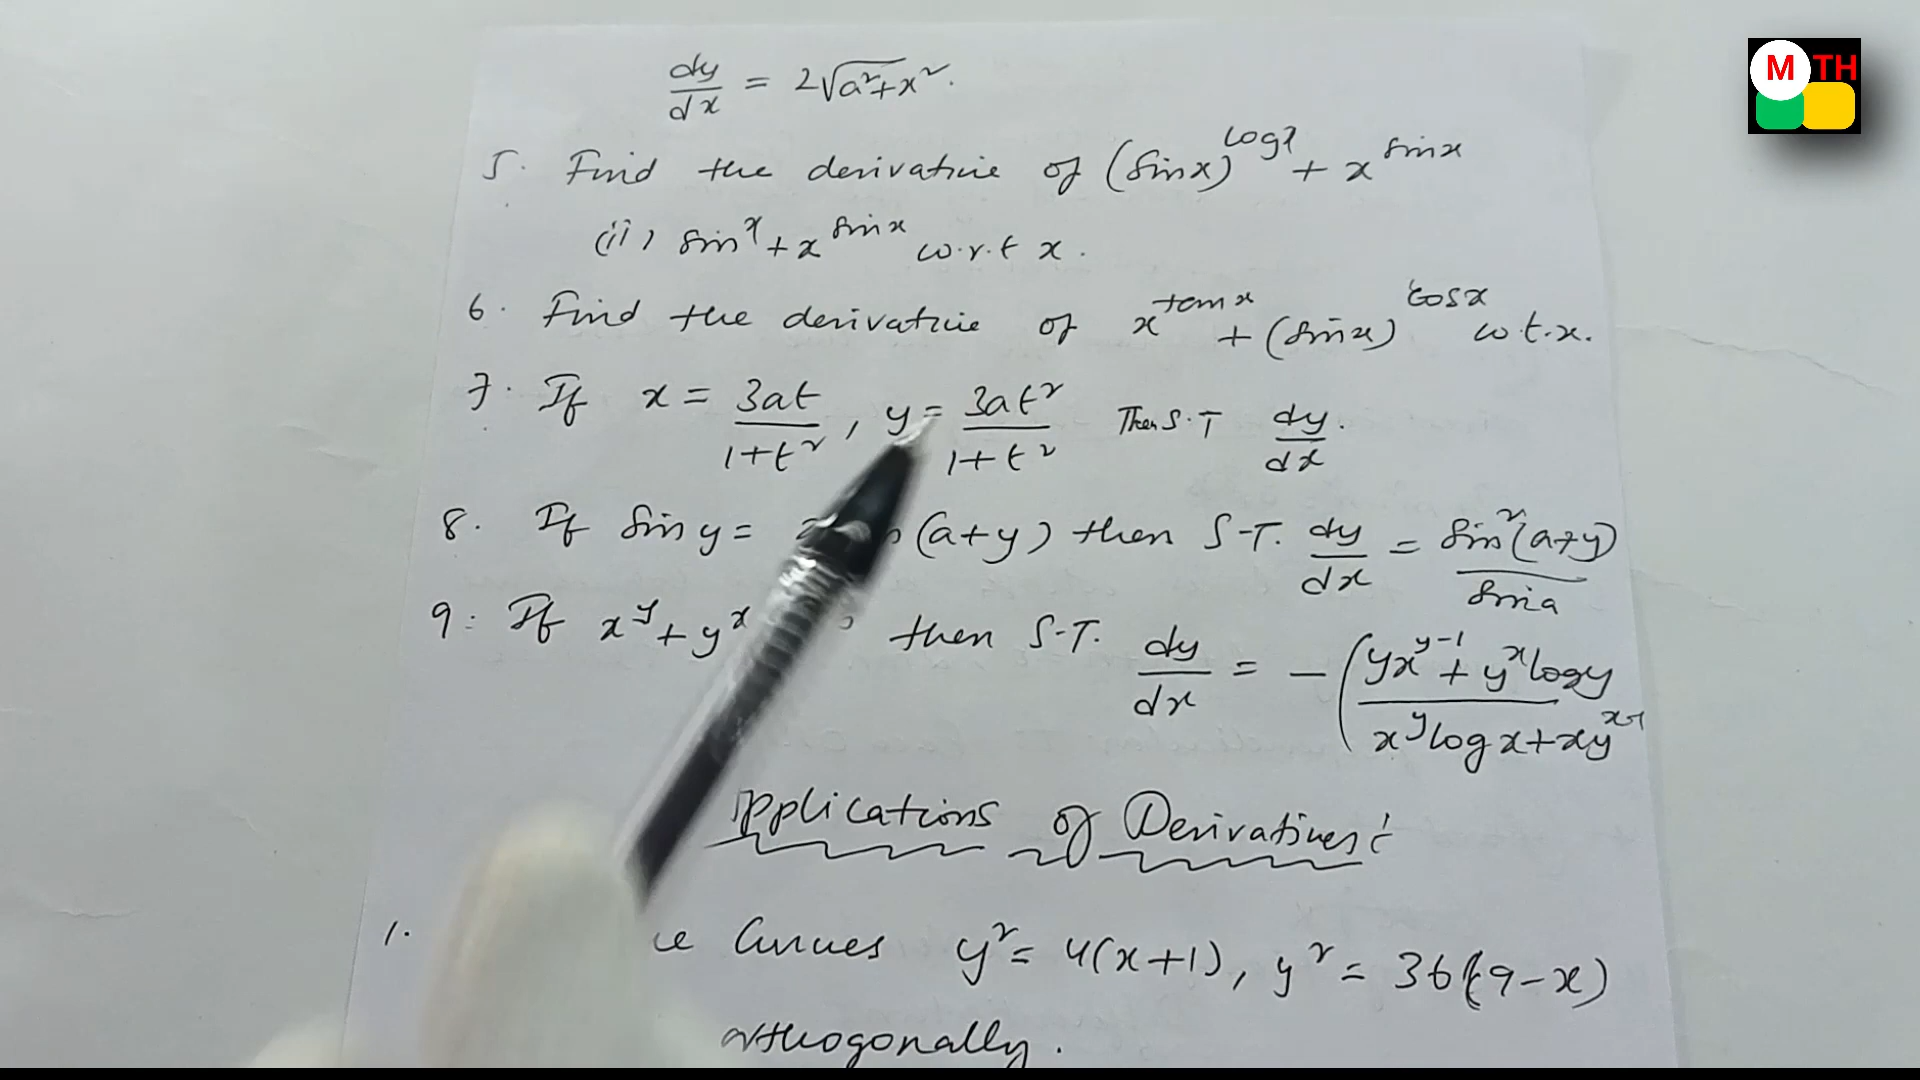 dy/dx = 2√a²+x².
5. Find the derivative of (sinx)^logx + x^sinx
(ii) sin^x + x^sinx w.r.t x.
6. Find the derivative of x^tanx + (sinx)^cosx w.t.x.
7. If x = 3at/1+t², y = 3at²/1+t² Then S.T dy/dx.
8. If sin y = (a+y) then S-T. dy/dx = sin²(a+y)/sina
9: If x^y + y^x then S-T. dy/dx = -(yx^y-1 + y^x logy/x^y log x + xy^x-1
Applications of Derivatives:
1. Curves y² = 4(x+1), y² = 36(9-x)
orthogonally.
M TH